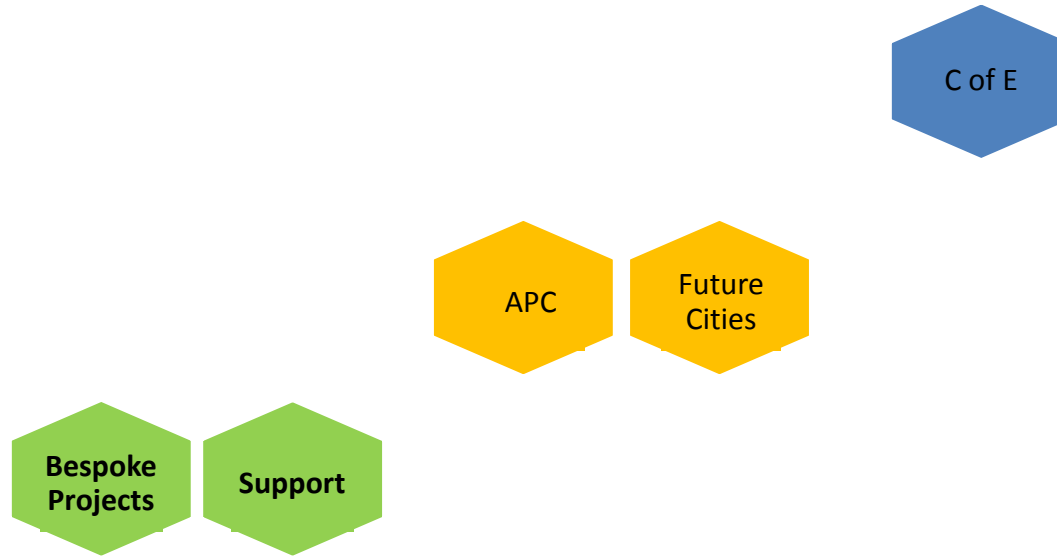 C of E
APC
Future
Cities
Bespoke
Projects
Support